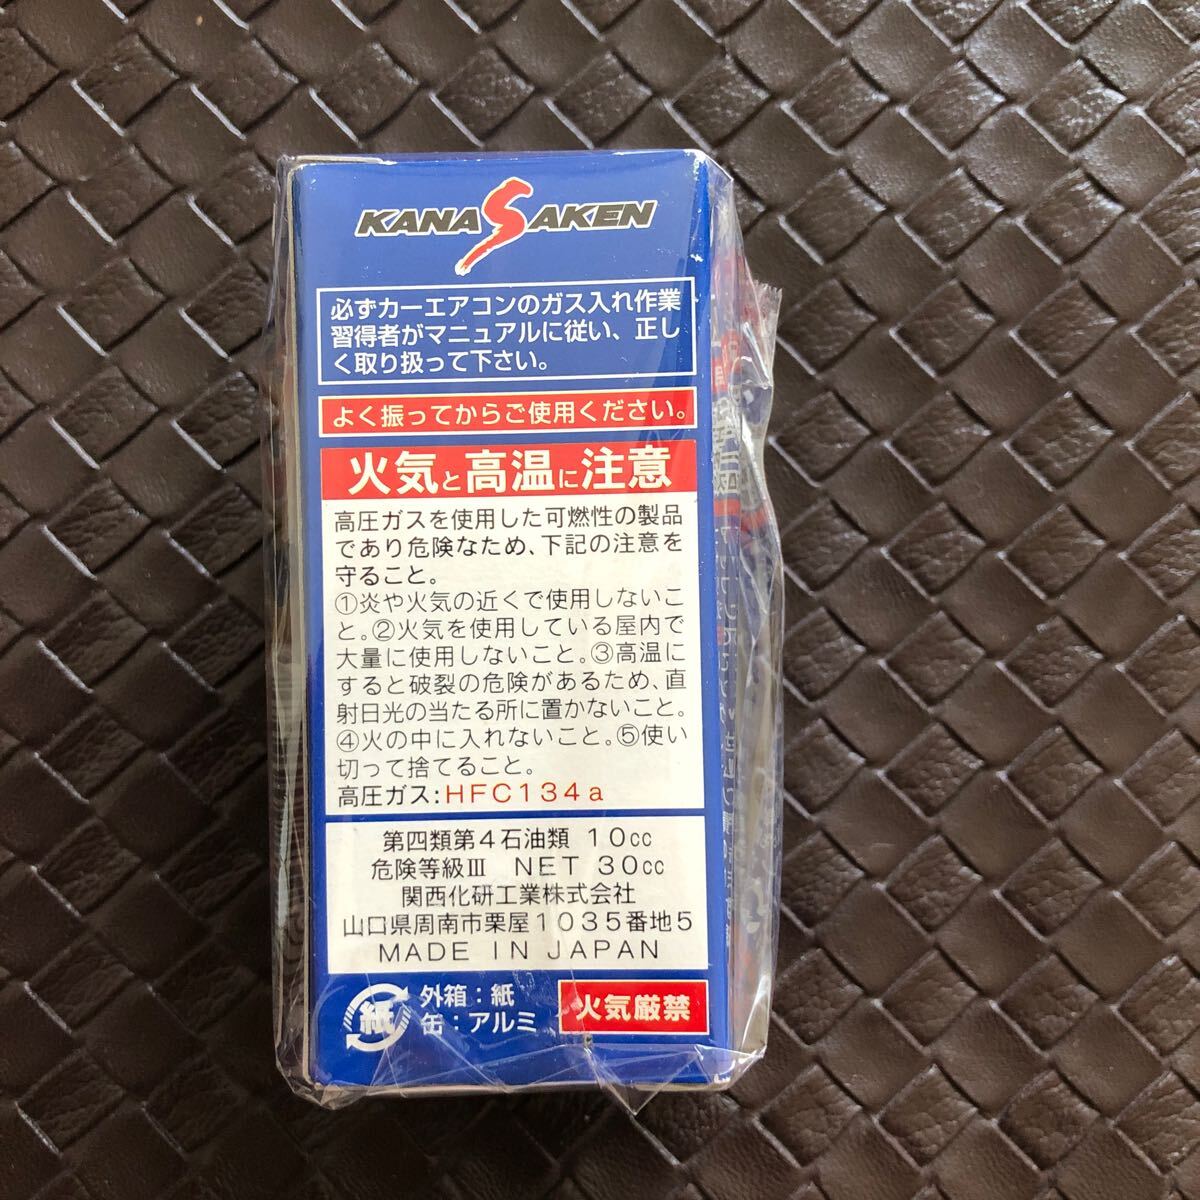 KANASAKEN
必ずカーエアコンのガス入れ作業
習得者がマニュアルに従い、正し
く取り扱って下さい。
よく振ってからご使用ください。
火気と高温に注意
高圧ガスを使用した可燃性の製品
であり危険なため、下記の注意を
守ること。
①炎や火気の近くで使用しないこ
と。②火気を使用している屋内で
大量に使用しないこと。③高温に
すると破裂の危険があるため、直
射日光の当たる所に置かないこと。
④火の中に入れないこと。⑤使い
切って捨てること。
高圧ガス:HFC134a
第四類第4石油類 10cc
危険等級Ⅲ NET 30cc
関西化研工業株式会社
山口県周南市栗屋1035番地5
MADE IN JAPAN
紙
外箱:紙
缶:アルミ
火気厳禁